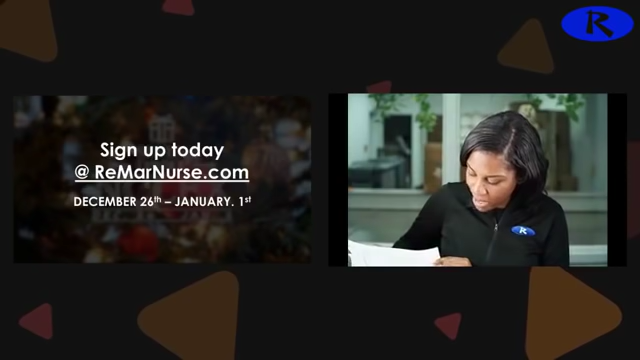 R
Sign up today
@ ReMarNurse.com
DECEMBER 26th – JANUARY. 1st
R